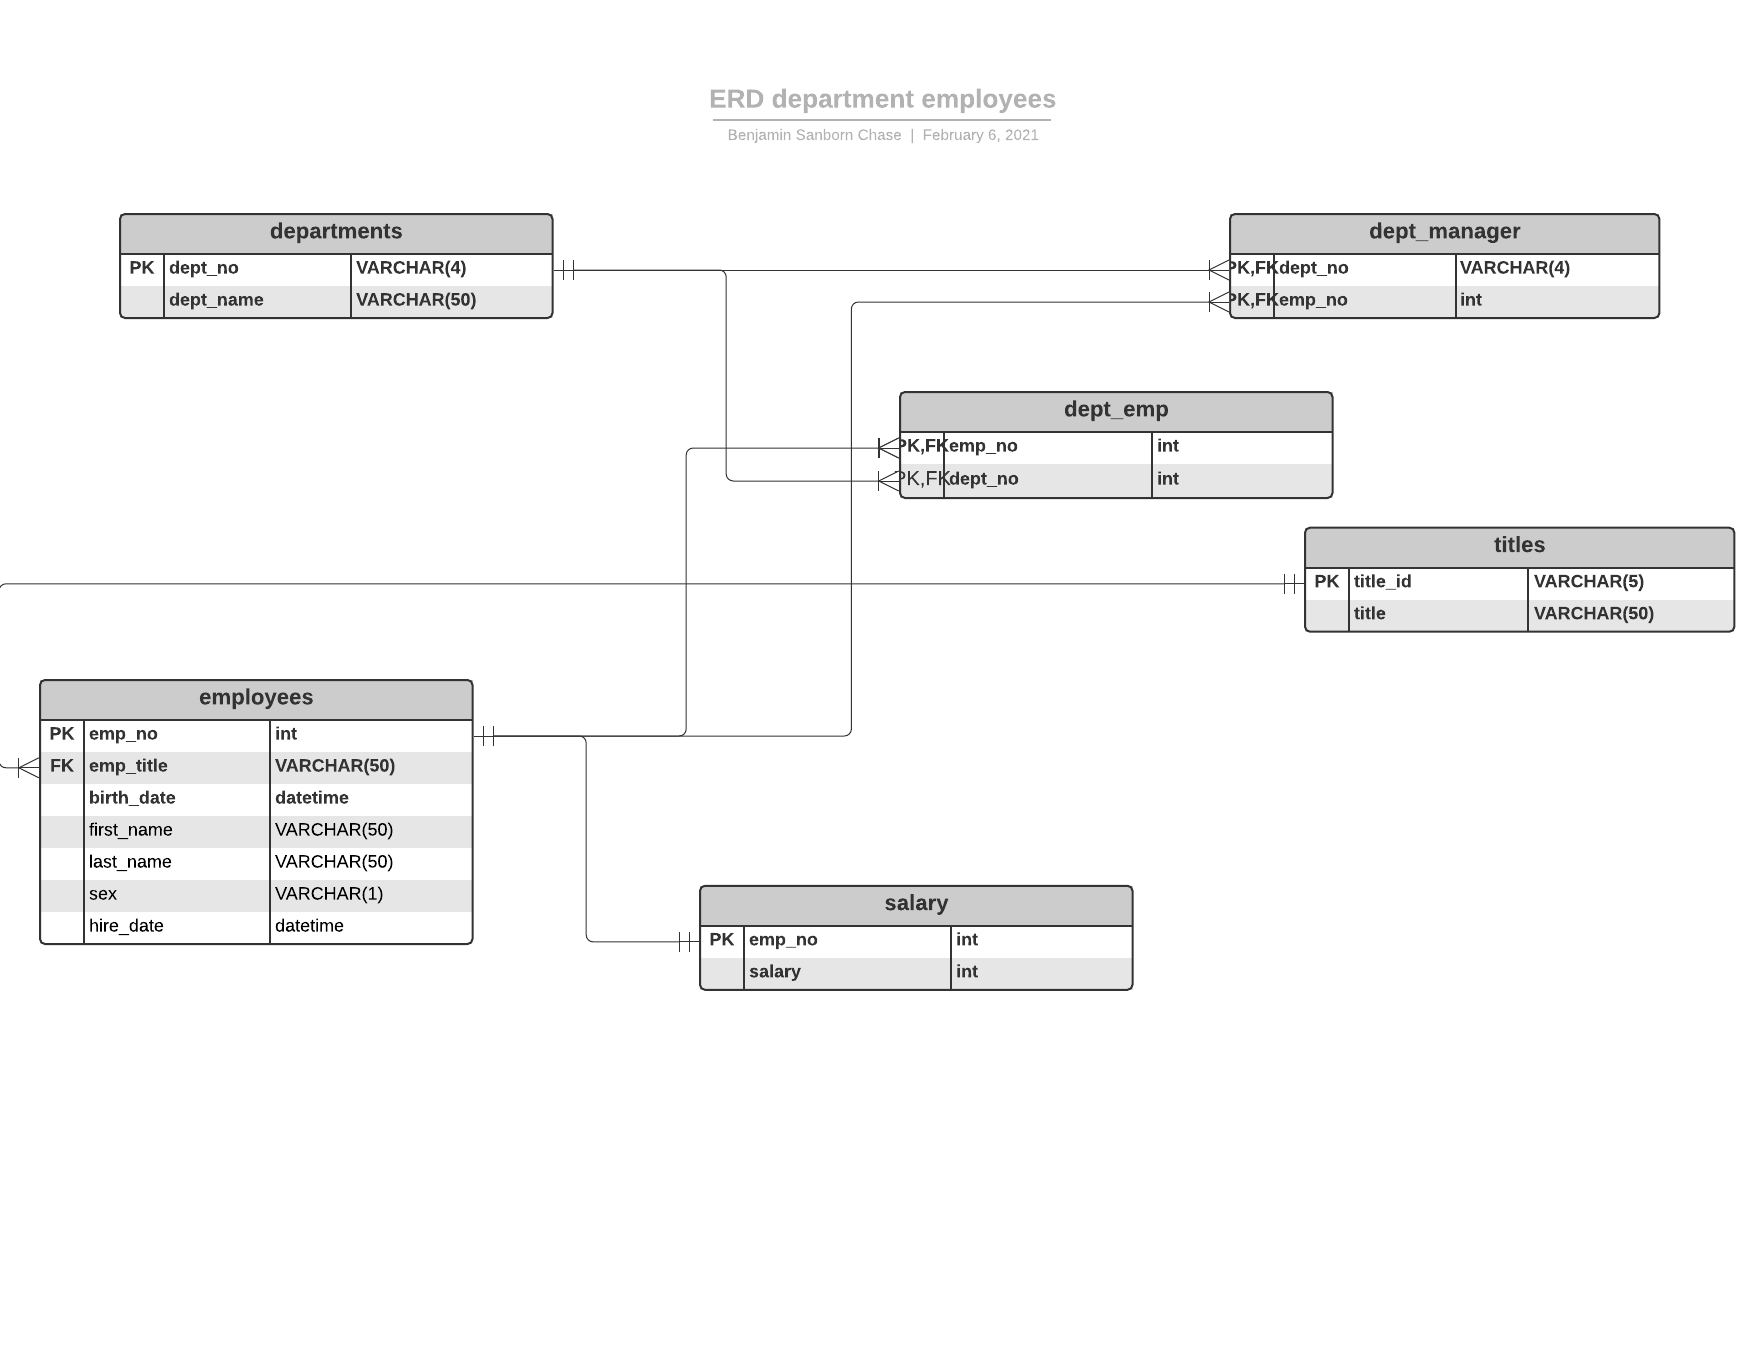 ERD department employees
Benjamin Sanborn Chase | February 6, 2021
departments
PK dept_no VARCHAR(4)
dept_name VARCHAR(50)
dept_manager
PK,FK dept_no VARCHAR(4)
PK,FK emp_no int
dept_emp
PK,FK emp_no int
PK,FK dept_no int
titles
PK title_id VARCHAR(5)
title VARCHAR(50)
employees
PK emp_no int
FK emp_title VARCHAR(50)
birth_date datetime
first_name VARCHAR(50)
last_name VARCHAR(50)
sex VARCHAR(1)
hire_date datetime
salary
PK emp_no int
salary int